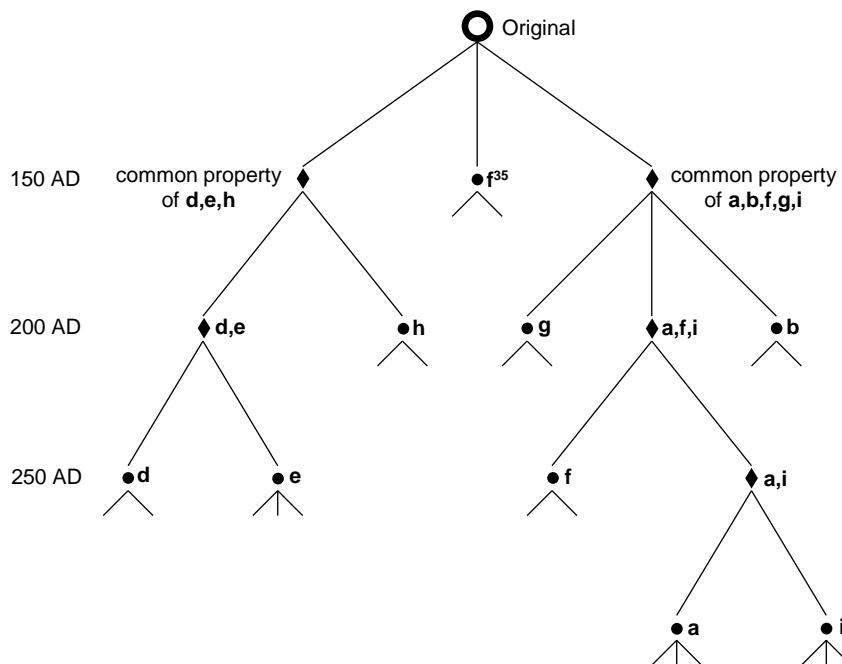 Original
150 AD
common property
of d,e,h
f³⁵
common property
of a,b,f,g,i
200 AD
d,e
h
g
a,f,i
b
250 AD
d
e
f
a,i
a
i